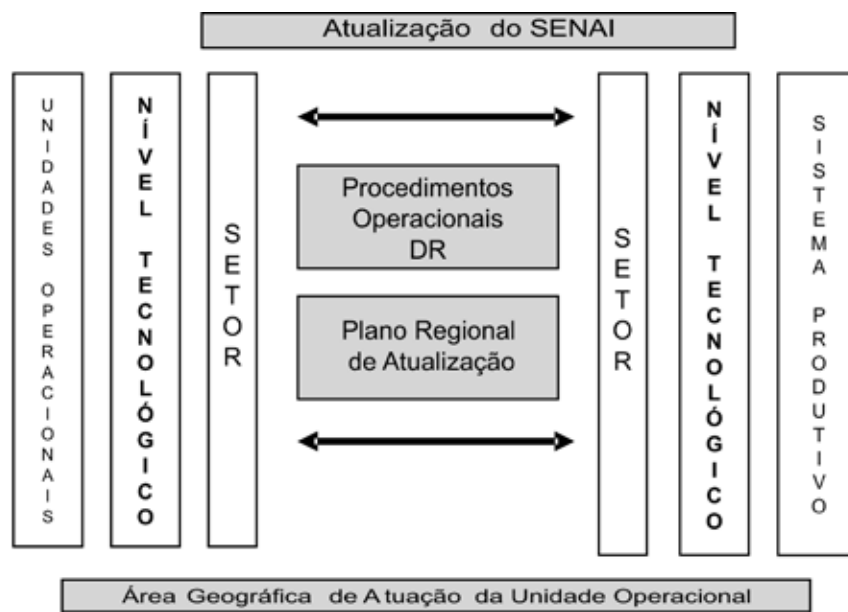 Atualização do SENAI
UNIDADES OPERACIONAIS
NÍVEL TECNOLÓGICO
SETOR
Procedimentos
Operacionais
DR
Plano Regional
de Atualização
SETOR
NÍVEL TECNOLÓGICO
SISTEMA PRODUTIVO
Área Geográfica de Atuação da Unidade Operacional